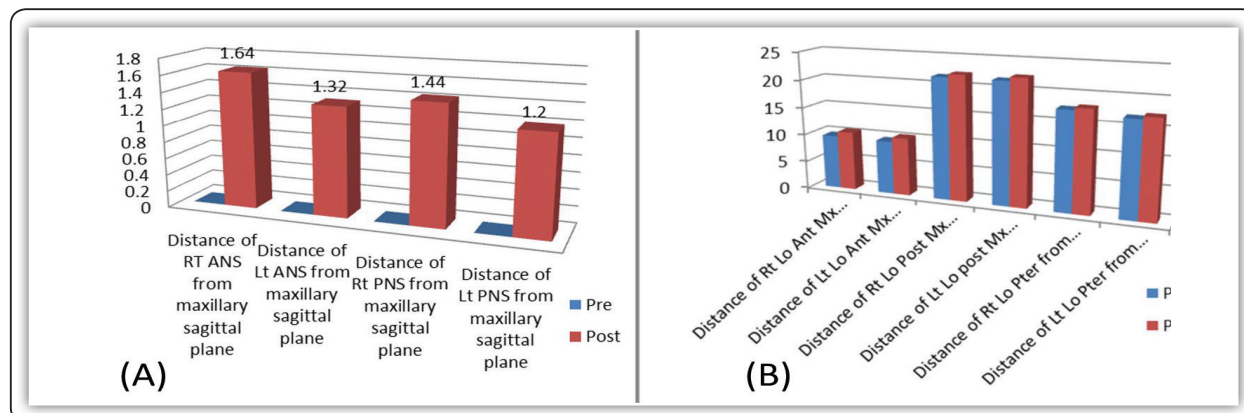 1.8
1.6
1.4
1.2
1
0.8
0.6
0.4
0.2
0
1.64
1.32
1.44
1.2
Distance of
RT ANS
from
maxillary
sagittal
plane
Distance of
Lt ANS from
maxillary
sagittal
plane
Distance of
Rt PNS from
maxillary
sagittal
plane
Distance of
Lt PNS from
maxillary
sagittal
plane
Pre
Post
(A)
25
20
15
10
5
0
Distance of Rt Lo Ant Mx...
Distance of Lt Lo Ant Mx...
Distance of Rt Lo Post Mx...
Distance of Lt Lo post Mx...
Distance of Rt Lo Pter from...
Distance of Lt Lo Pter from...
P
P
(B)